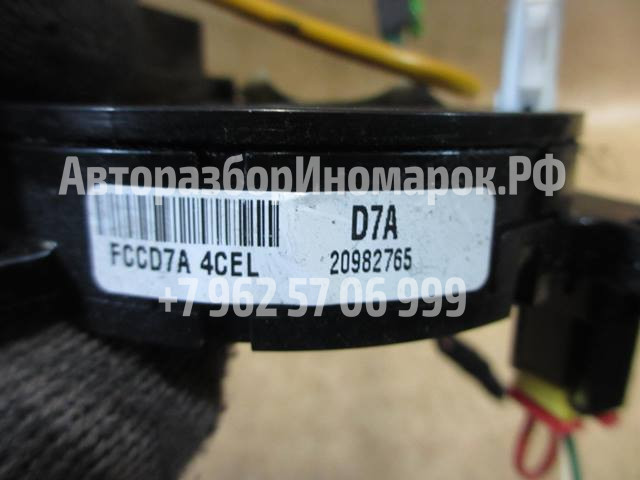 АвторазборИномарок.РФ
D7A
FCCD7A 4CEL
20982765
+7 962 57 06 999